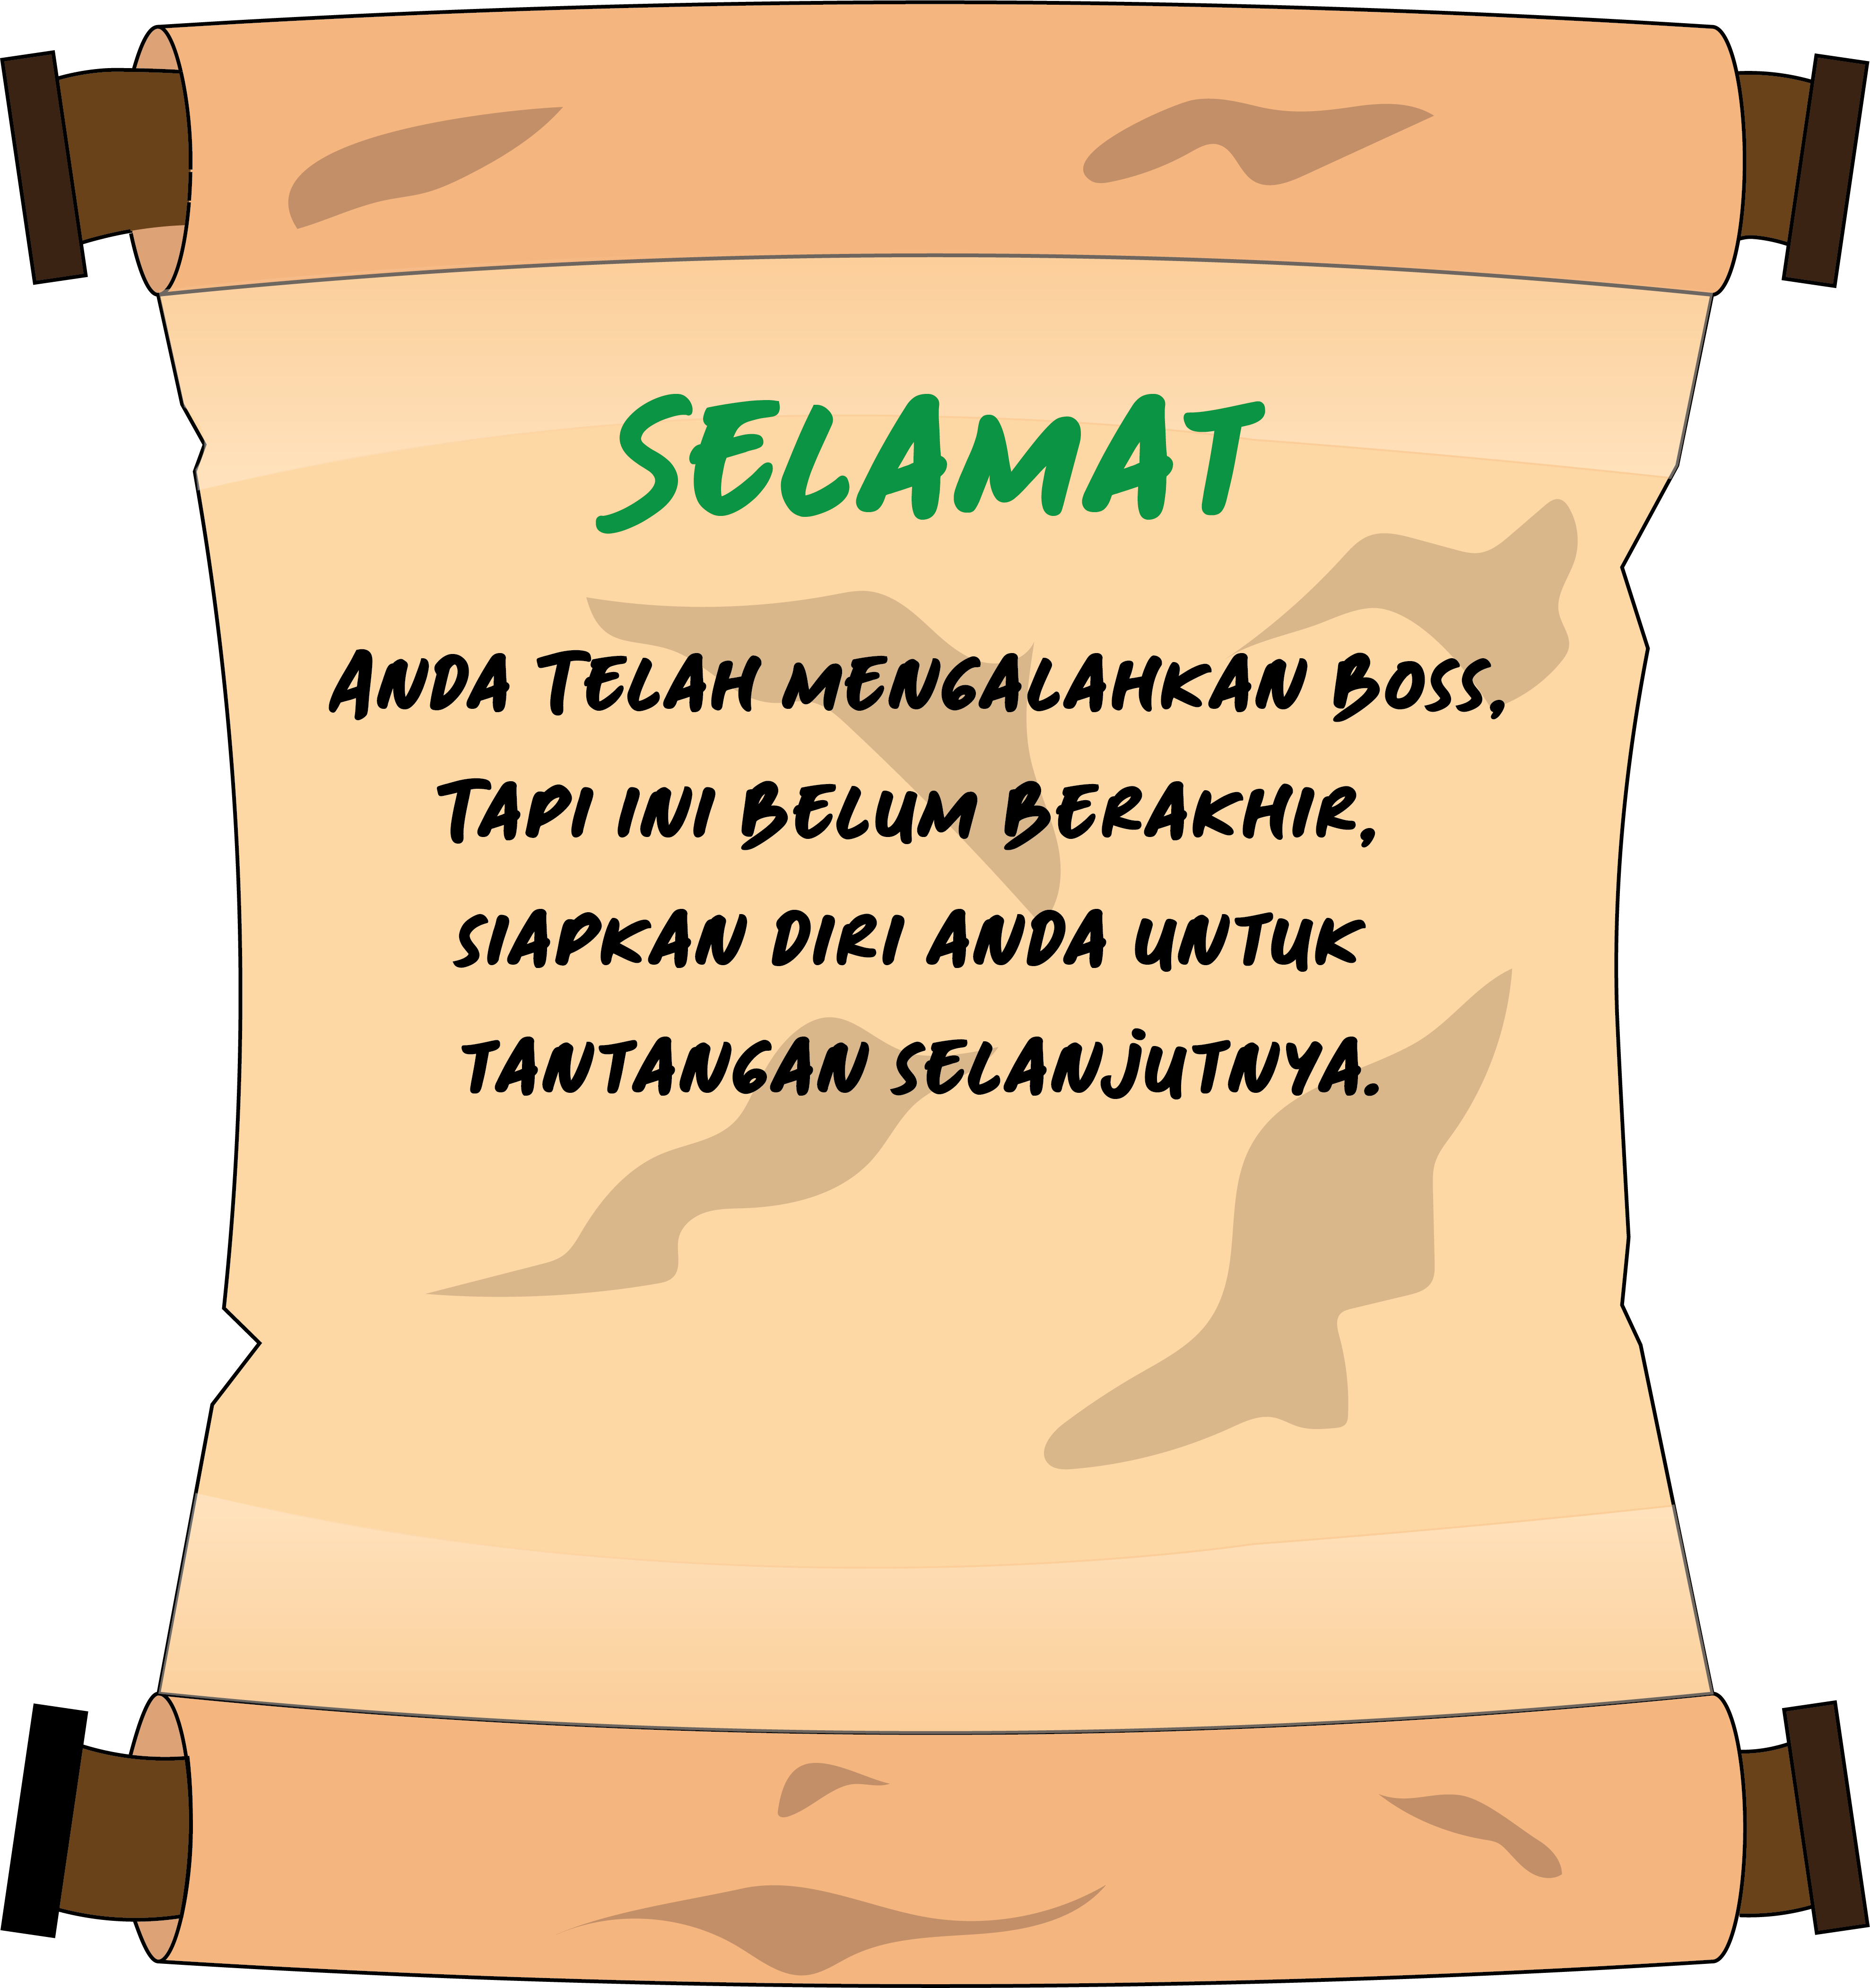 SELAMAT
ANDA TELAH MENGALAHKAN BOSS,
TAPI INI BELUM BERAKHIR,
SIAPKAN DIRI ANDA UNTUK
TANTANGAN SELANJUTNYA.